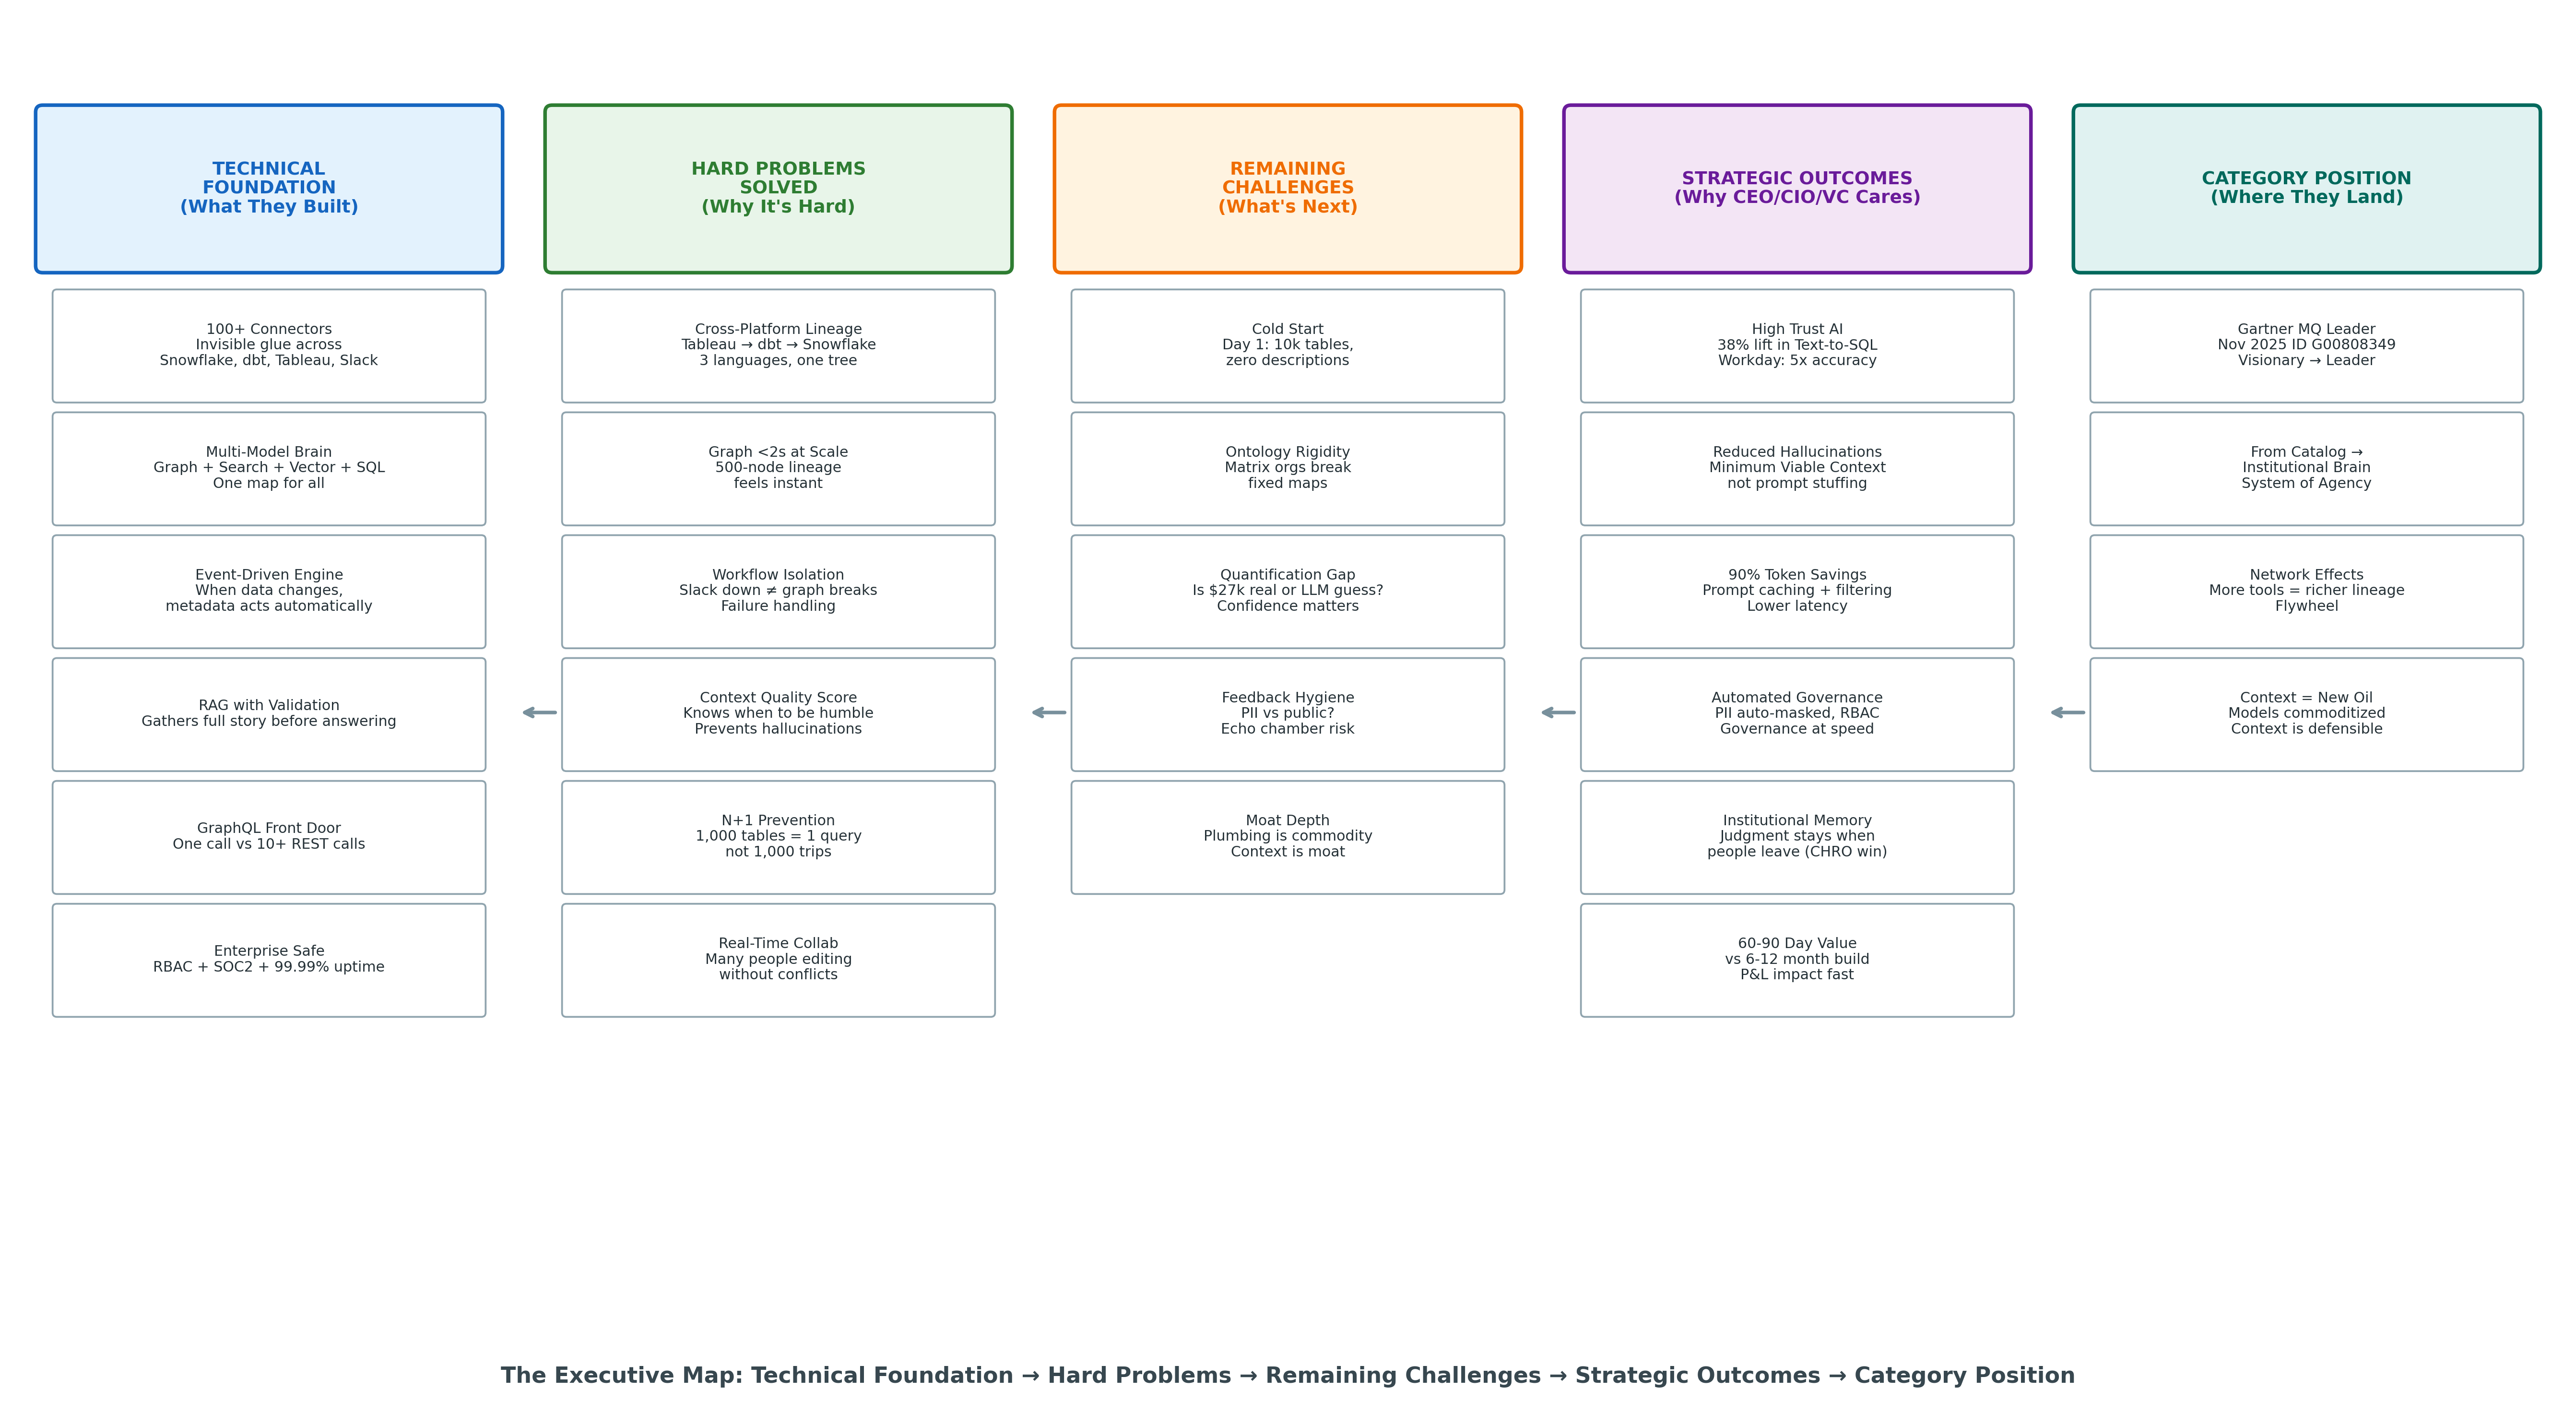 TECHNICAL
FOUNDATION
(What They Built)
100+ Connectors
Invisible glue across
Snowflake, dbt, Tableau, Slack
Multi-Model Brain
Graph + Search + Vector + SQL
One map for all
Event-Driven Engine
When data changes,
metadata acts automatically
RAG with Validation
Gathers full story before answering
GraphQL Front Door
One call vs 10+ REST calls
Enterprise Safe
RBAC + SOC2 + 99.99% uptime
HARD PROBLEMS
SOLVED
(Why It's Hard)
Cross-Platform Lineage
Tableau → dbt → Snowflake
3 languages, one tree
Graph <2s at Scale
500-node lineage
feels instant
Workflow Isolation
Slack down ≠ graph breaks
Failure handling
Context Quality Score
Knows when to be humble
Prevents hallucinations
N+1 Prevention
1,000 tables = 1 query
not 1,000 trips
Real-Time Collab
Many people editing
without conflicts
REMAINING
CHALLENGES
(What's Next)
Cold Start
Day 1: 10k tables,
zero descriptions
Ontology Rigidity
Matrix orgs break
fixed maps
Quantification Gap
Is $27k real or LLM guess?
Confidence matters
Feedback Hygiene
PII vs public?
Echo chamber risk
Moat Depth
Plumbing is commodity
Context is moat
STRATEGIC OUTCOMES
(Why CEO/CIO/VC Cares)
High Trust AI
38% lift in Text-to-SQL
Workday: 5x accuracy
Reduced Hallucinations
Minimum Viable Context
not prompt stuffing
90% Token Savings
Prompt caching + filtering
Lower latency
Automated Governance
PII auto-masked, RBAC
Governance at speed
Institutional Memory
Judgment stays when
people leave (CHRO win)
60-90 Day Value
vs 6-12 month build
P&L impact fast
CATEGORY POSITION
(Where They Land)
Gartner MQ Leader
Nov 2025 ID G00808349
Visionary → Leader
From Catalog →
Institutional Brain
System of Agency
Network Effects
More tools = richer lineage
Flywheel
Context = New Oil
Models commoditized
Context is defensible
The Executive Map: Technical Foundation → Hard Problems → Remaining Challenges → Strategic Outcomes → Category Position